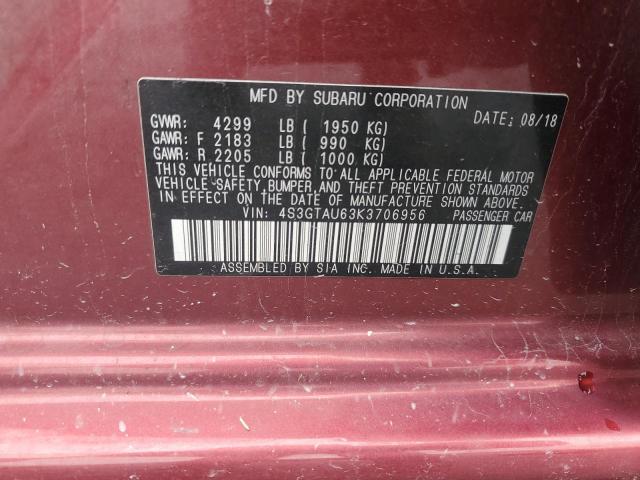 MFD BY SUBARU CORPORATION
DATE: 08/18
GVWR: 4299 LB ( 1950 KG)
GAWR: F 2183 LB ( 990 KG)
GAWR: R 2205 LB ( 1000 KG)
THIS VEHICLE CONFORMS TO ALL APPLICABLE FEDERAL MOTOR
VEHICLE SAFETY, BUMPER, AND THEFT PREVENTION STANDARDS
IN EFFECT ON THE DATE OF MANUFACTURE SHOWN ABOVE.
VIN: 4S3GTAU63K3706956 PASSENGER CAR
ASSEMBLED BY SIA INC. MADE IN U.S.A.